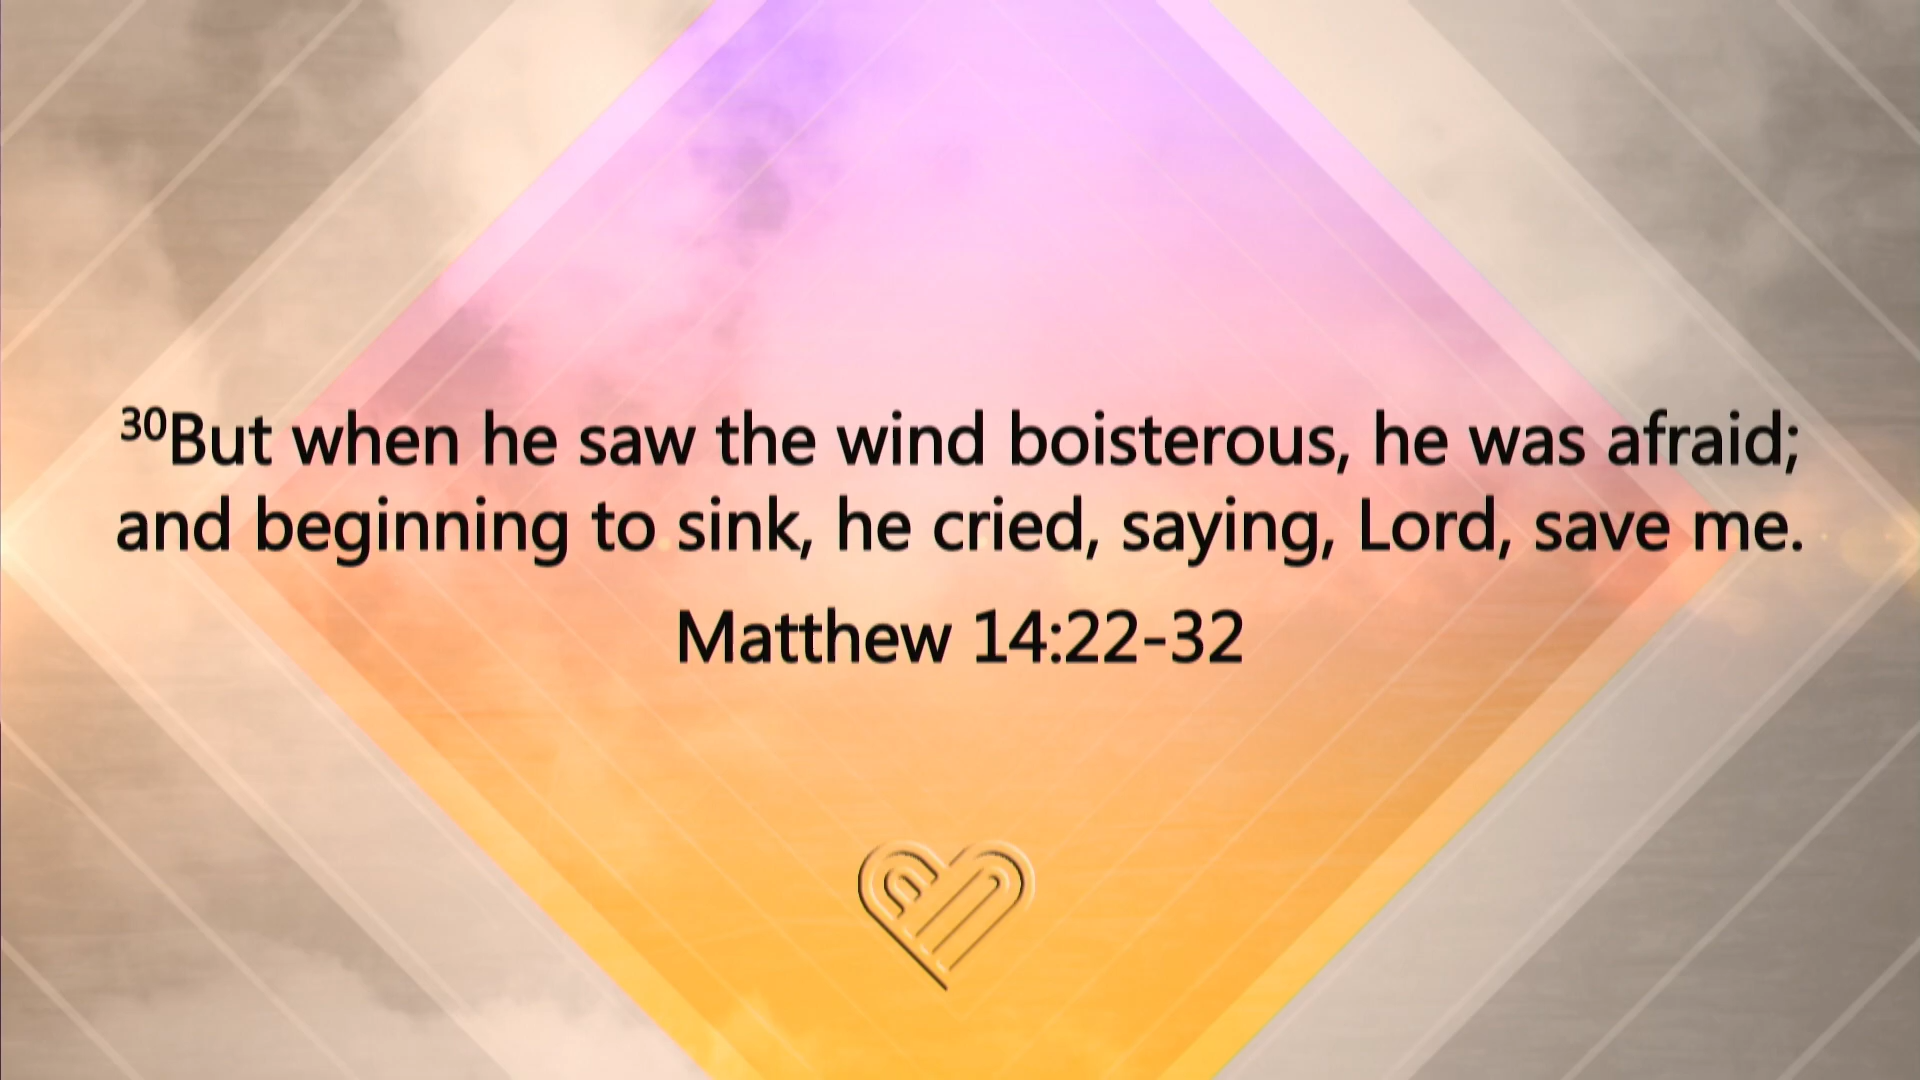 30But when he saw the wind boisterous, he was afraid;
and beginning to sink, he cried, saying, Lord, save me.
Matthew 14:22-32